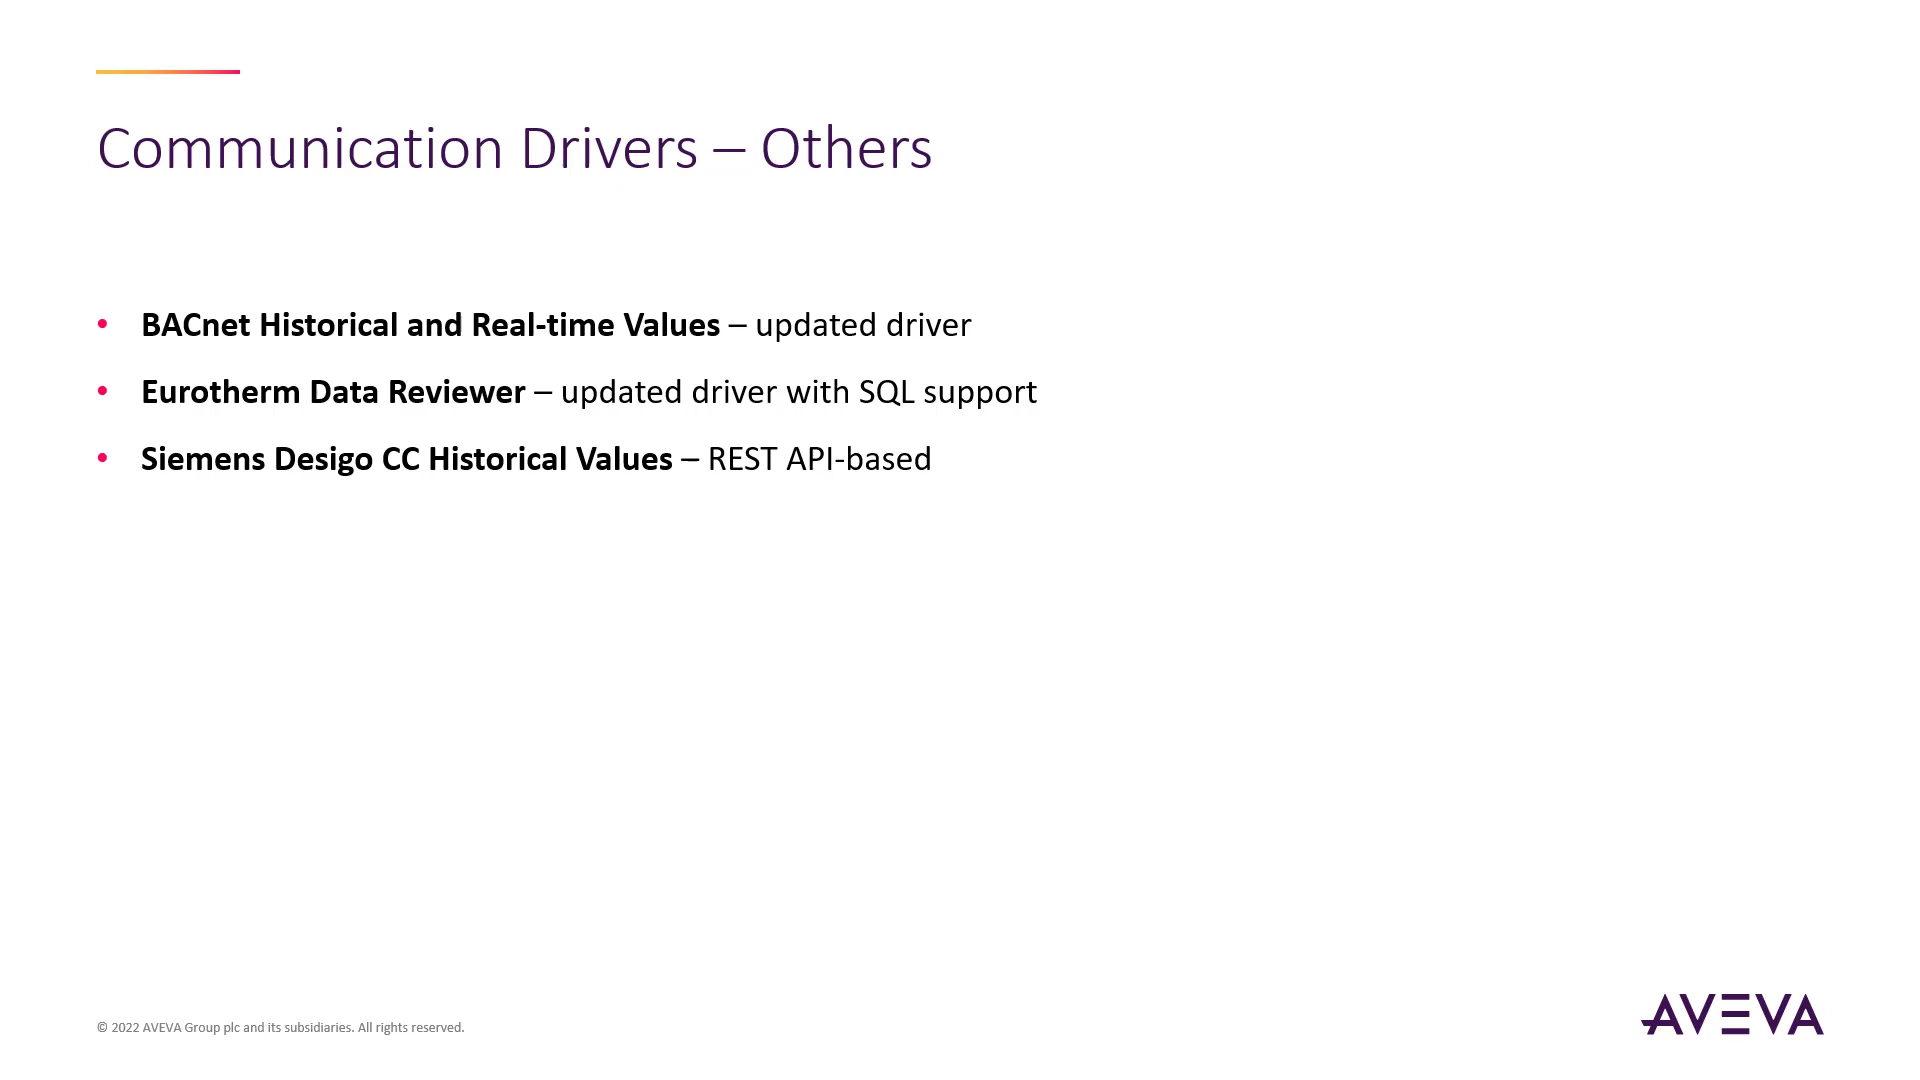 Communication Drivers – Others
• BACnet Historical and Real-time Values – updated driver
• Eurotherm Data Reviewer – updated driver with SQL support
• Siemens Desigo CC Historical Values – REST API-based
© 2022 AVEVA Group plc and its subsidiaries. All rights reserved.
AVEVA